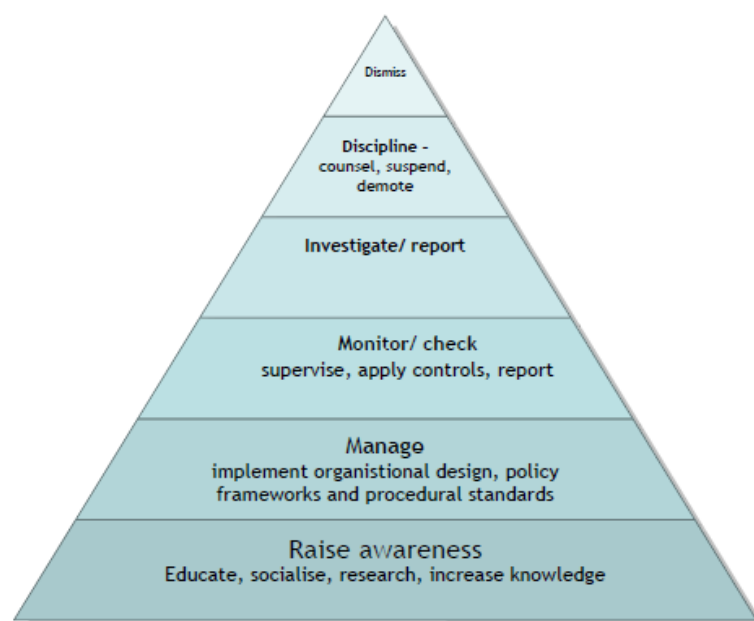 Dismiss
Discipline –
counsel, suspend,
demote
Investigate/ report
Monitor/ check
supervise, apply controls, report
Manage
implement organistional design, policy
frameworks and procedural standards
Raise awareness
Educate, socialise, research, increase knowledge